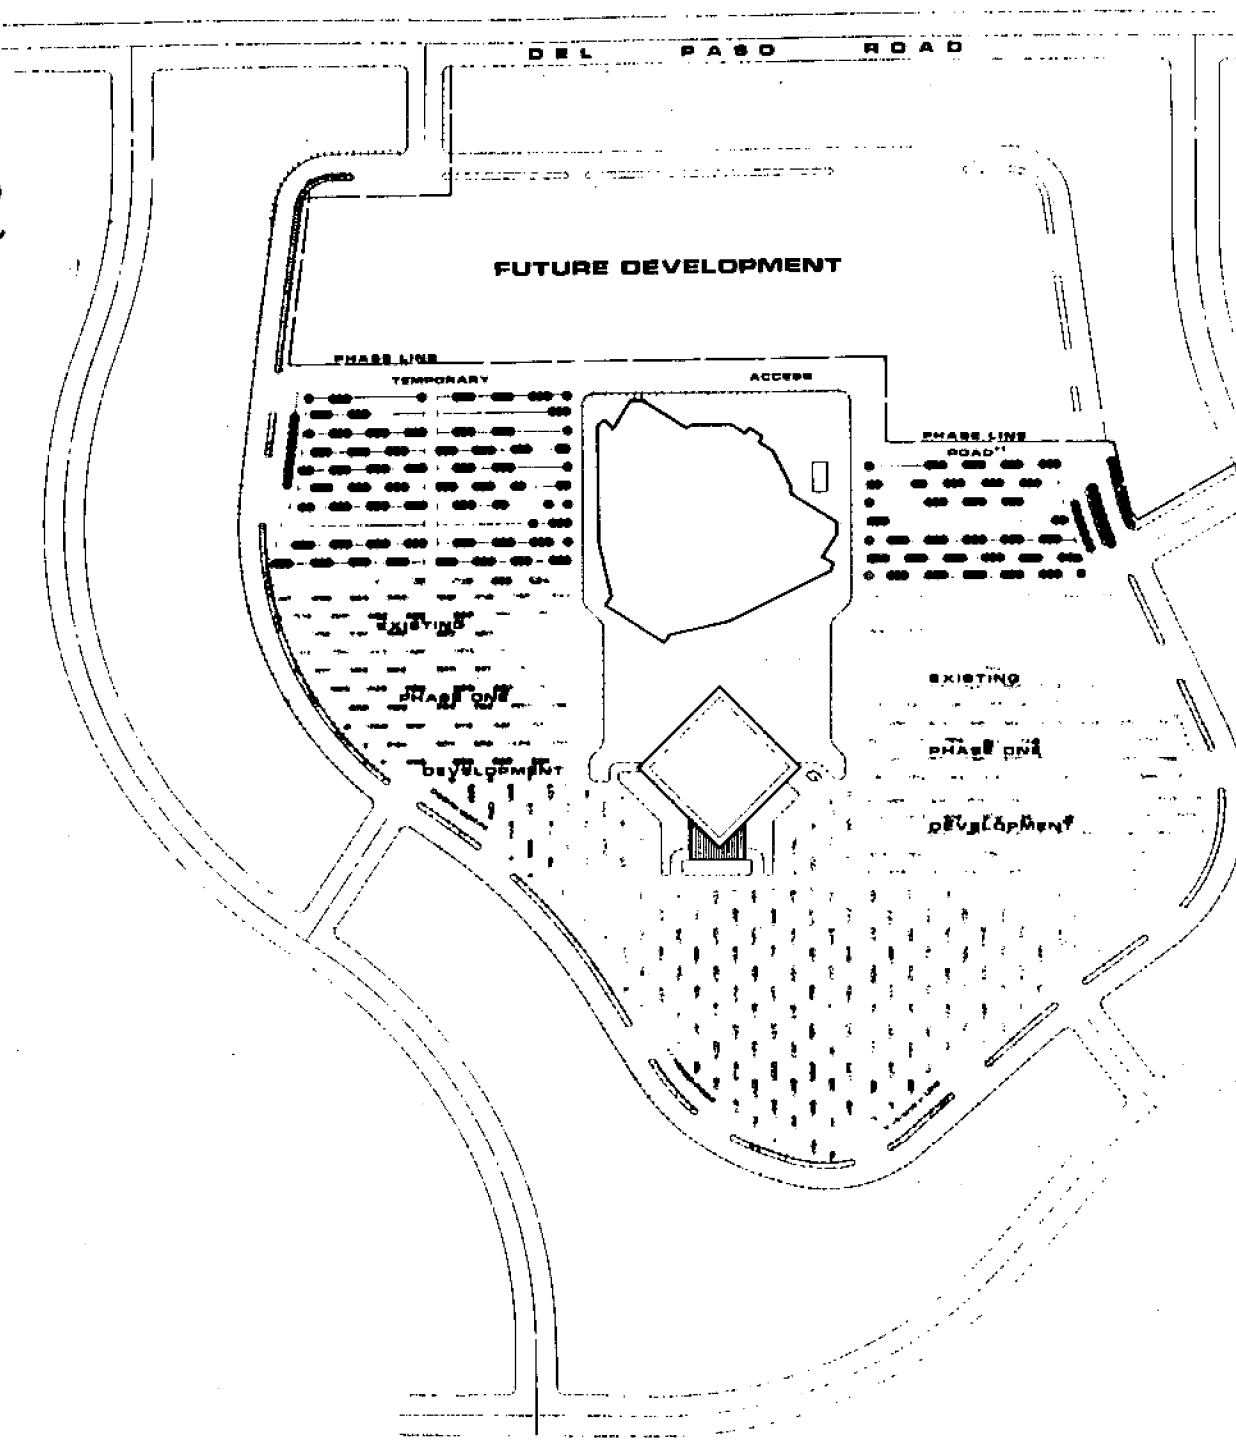 DEL PASO ROAD
FUTURE DEVELOPMENT
PHASE LINE
TEMPORARY ACCESS
PHASE LINE
ROAD
EXISTING
PHASE ONE
DEVELOPMENT
EXISTING
PHASE ONE
DEVELOPMENT